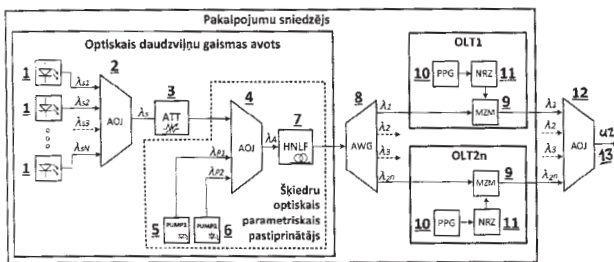 Pakaipojumu sniedzējs
Optiskais daudzviļņu gaismas avots
OLT1
1
2
λs1
3
4
λs
ATT
10
PPG
NRZ
11
8
12
1
λs2
AOJ
λs3
7
9
MZM
λ1
λ1
λ2
λ2
AOJ
λA
HNLF
AWG
λ3
λ3
AOJ
uz
13
1
λsN
λP1
λP2
OLT2n
λ2n
MZM
9
λ2n
Šķiedru
optiskais
parametriskais
pastiprinātājs
5
PUMP1
PUMP2
6
10
PPG
NRZ
11